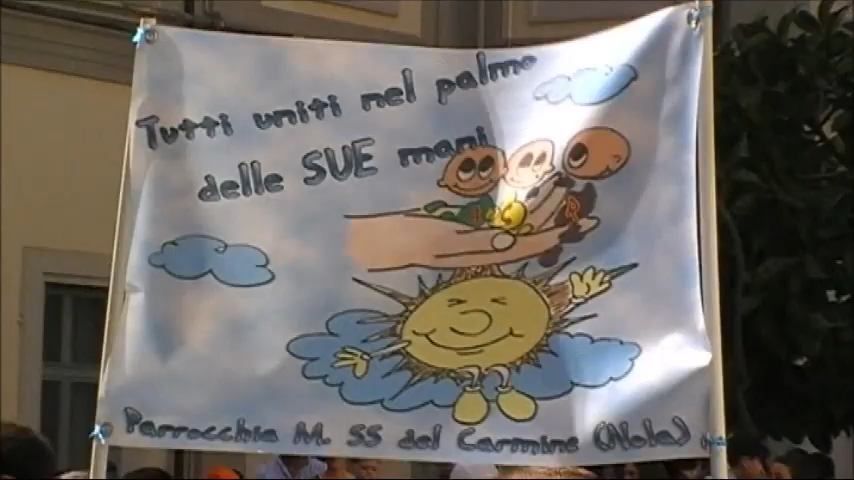 Tutti uniti nel palmo
delle SUE mani
Parrocchia M. SS del Carmine (Nola)